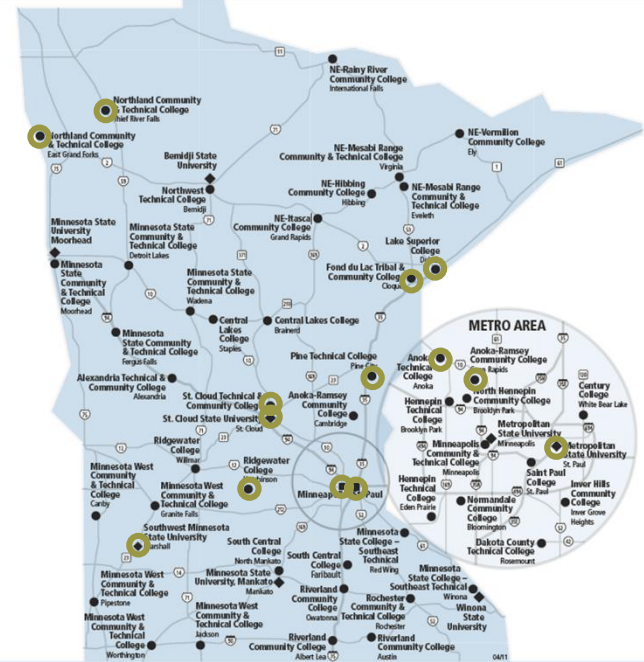 NE-Rainy River
Community College
International Falls
Northland Community
& Technical College
Thief River Falls
Northland Community
& Technical College
East Grand Forks
NE-Vermilion
Community College
Ely
NE-Mesabi Range
Community & Technical College
Virginia
Bemidji State
University
Northwest
Technical College
Bemidji
NE-Hibbing
Community College
Hibbing
NE-Mesabi Range
Community &
Technical College
Eveleth
NE-Itasca
Community College
Grand Rapids
Minnesota State
University
Moorhead
Minnesota State
Community &
Technical College
Detroit Lakes
Lake Superior
College
Fond du Lac Tribal &
Community College
Cloquet
Minnesota
State
Community
& Technical
College
Moorhead
Minnesota State
Community &
Technical College
Wadena
Central
Lakes
College
Staples
Central Lakes College
Brainerd
METRO AREA
Minnesota
State Community
& Technical College
Fergus Falls
Pine Technical College
Pine City
Anoka
Technical
College
Anoka
Anoka-Ramsey
Community College
Rapids
Alexandria Technical &
Community College
Alexandria
St. Cloud Technical &
Community College
St. Cloud State University
St. Cloud
Anoka-Ramsey
Community
College
Cambridge
North Hennepin
Community College
Brooklyn Park
Century
College
White Bear Lake
Hennepin
Technical
College
Brooklyn Park
Metropolitan
State University
Minneapolis
Minneapolis
Community &
Technical College
Minneapolis
Metropolitan
State University
St. Paul
Saint Paul
College
St. Paul
Ridgewater
College
Willmar
Ridgewater
College
Hutchinson
Minneapolis
St. Paul
Minnesota West
Community
& Technical
College
Canby
Minnesota West
Community &
Technical College
Granite Falls
Hennepin
Technical
College
Eden Prairie
Normandale
Community
College
Bloomington
Inver Hills
Community
College
Inver Grove
Heights
Dakota County
Technical College
Rosemount
Southwest Minnesota
State University
Marshall
South Central
College
North Mankato
Minnesota
State College –
Southeast
Technical
Red Wing
South Central
College
Faribault
Minnesota State
University, Mankato
Mankato
Minnesota
State College –
Southeast Technical
Winona
Minnesota West
Community &
Technical College
Pipestone
Riverland
Community
College
Owatonna
Rochester
Community &
Technical College
Rochester
Winona
State
University
Minnesota West
Community &
Technical
College
Worthington
Minnesota West
Community &
Technical
College
Jackson
Riverland
Community
College
Albert Lea
Riverland
Community College
Austin
04/11